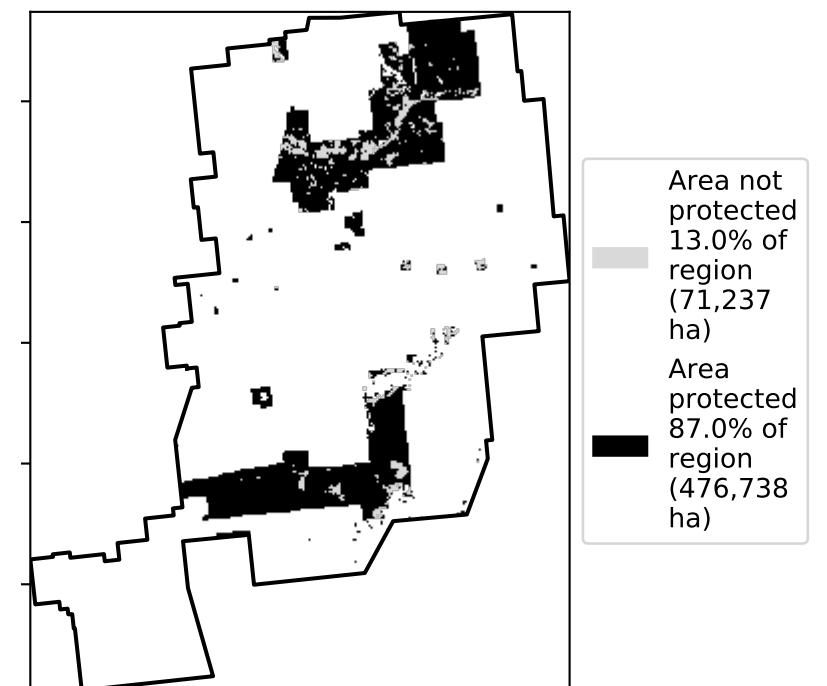 Area not
protected
13.0% of
region
(71,237
ha)
Area
protected
87.0% of
region
(476,738
ha)